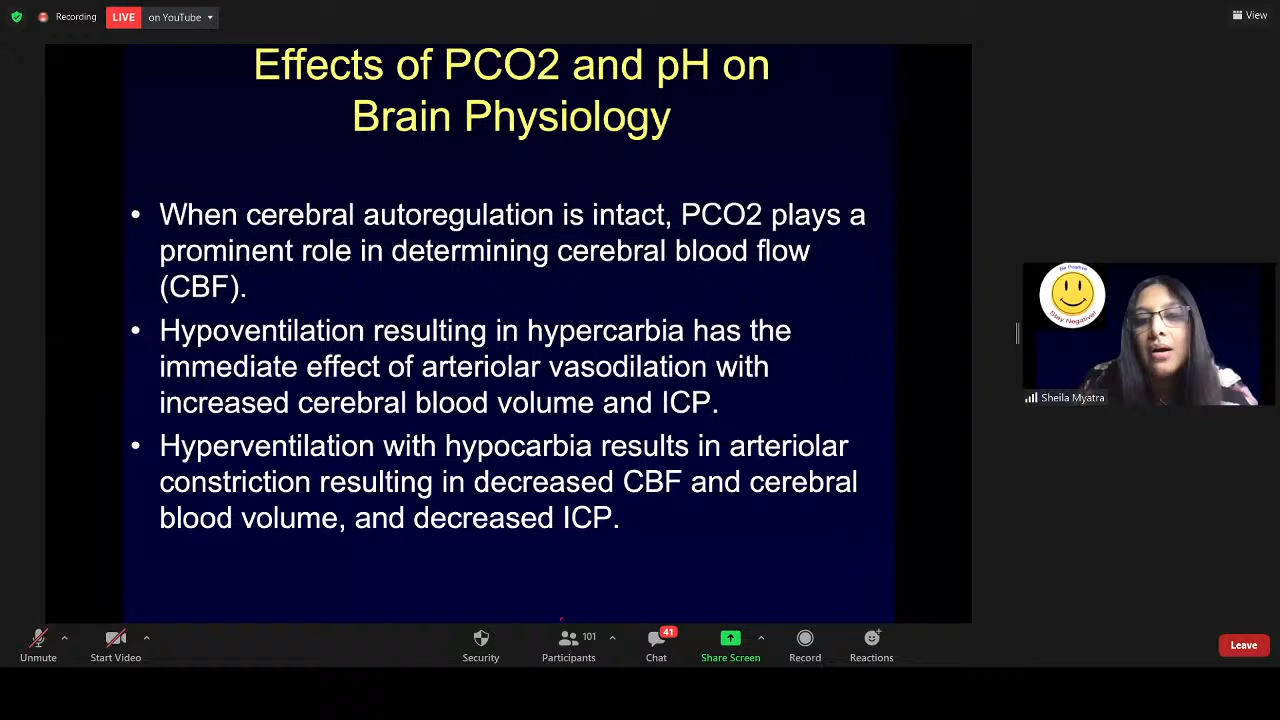 Recording
LIVE
on YouTube
View
Effects of PCO2 and pH on
Brain Physiology
• When cerebral autoregulation is intact, PCO2 plays a
prominent role in determining cerebral blood flow
(CBF).
• Hypoventilation resulting in hypercarbia has the
immediate effect of arteriolar vasodilation with
increased cerebral blood volume and ICP.
• Hyperventilation with hypocarbia results in arteriolar
constriction resulting in decreased CBF and cerebral
blood volume, and decreased ICP.
Be Positive
Stay Negative!
Sheila Myatra
101
41
Unmute
Start Video
Security
Participants
Chat
Share Screen
Record
Reactions
Leave